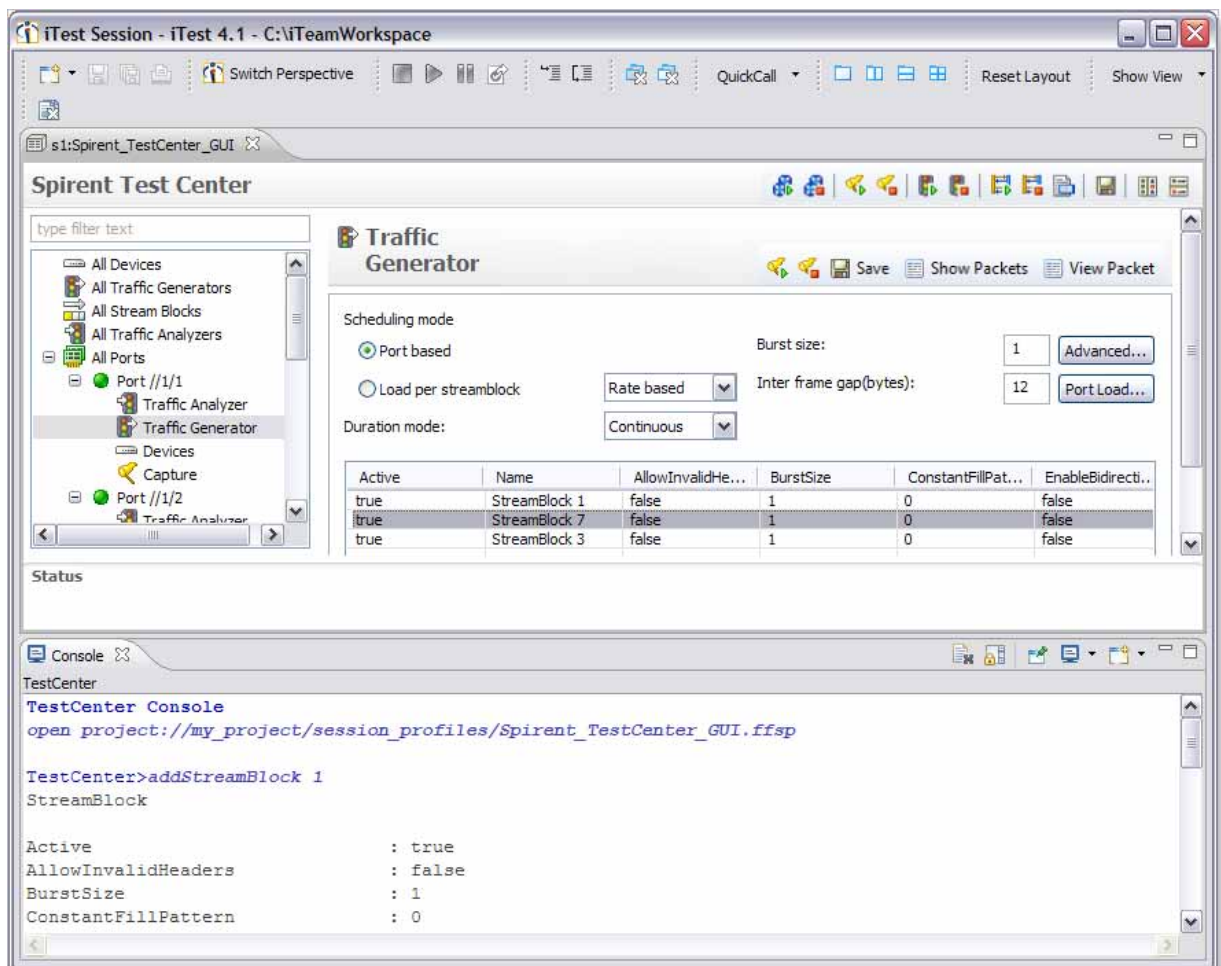 iTest Session - iTest 4.1 - C:\iTeamWorkspace
Switch Perspective QuickCall Reset Layout Show View
s1:Spirent_TestCenter_GUI
Spirent Test Center
type filter text
All Devices
All Traffic Generators
All Stream Blocks
All Traffic Analyzers
All Ports
Port //1/1
Traffic Analyzer
Traffic Generator
Devices
Capture
Port //1/2
Traffic Analyzer
Traffic
Generator
Save Show Packets View Packet
Scheduling mode
Port based Burst size: 1 Advanced...
Load per streamblock Rate based Inter frame gap(bytes): 12 Port Load...
Duration mode: Continuous
Active Name AllowInvalidHe... BurstSize ConstantFillPat... EnableBidirecti..
true StreamBlock 1 false 1 0 false
true StreamBlock 7 false 1 0 false
true StreamBlock 3 false 1 0 false
Status
Console
TestCenter
TestCenter Console
open project://my_project/session_profiles/Spirent_TestCenter_GUI.ffsp
TestCenter>addStreamBlock 1
StreamBlock
Active : true
AllowInvalidHeaders : false
BurstSize : 1
ConstantFillPattern : 0